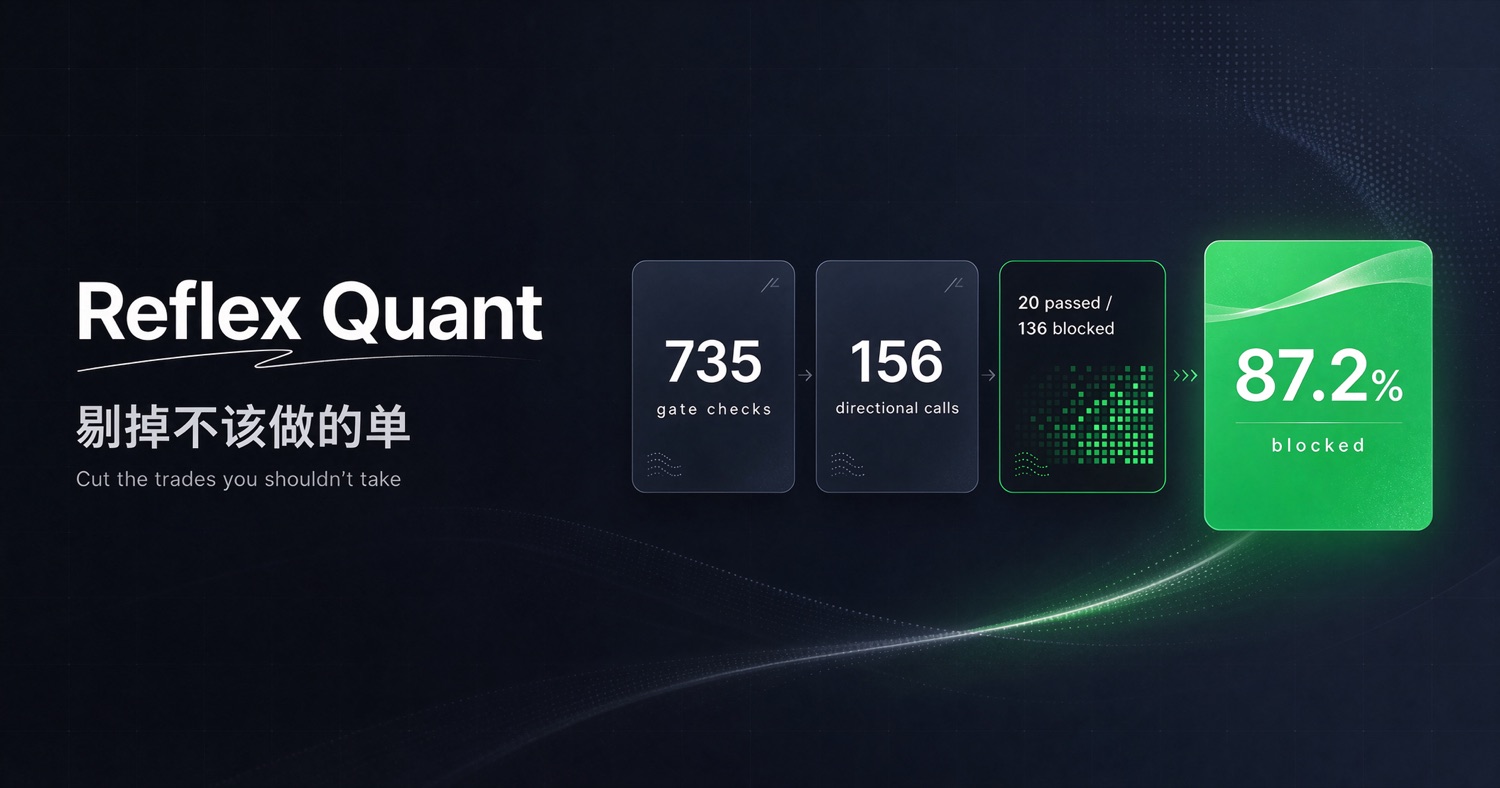 Reflex Quant
剔掉不该做的单
Cut the trades you shouldn’t take
735
gate checks
156
directional calls
20 passed /
136 blocked
87.2%
blocked